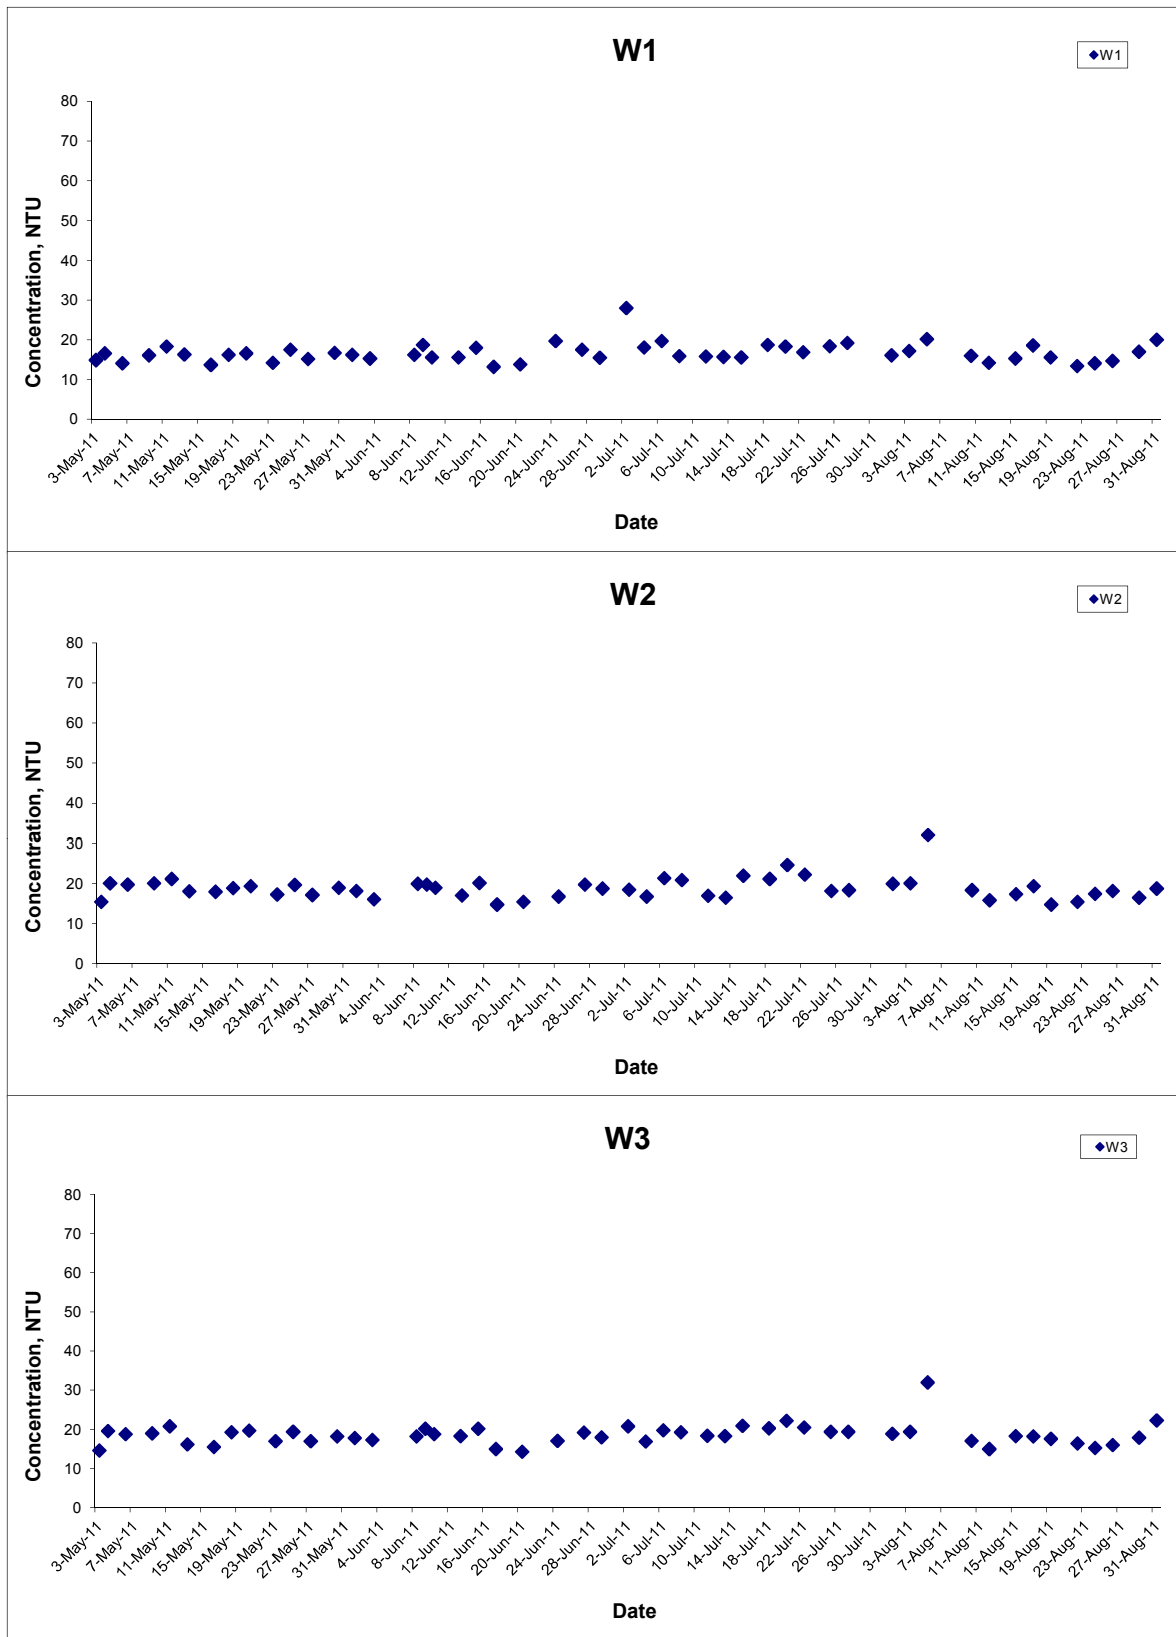 W1
W1
80
70
60
50
40
30
20
10
0
Concentration, NTU
3-May-11 7-May-11 11-May-11 15-May-11 19-May-11 23-May-11 27-May-11 31-May-11 4-Jun-11 8-Jun-11 12-Jun-11 16-Jun-11 20-Jun-11 24-Jun-11 28-Jun-11 2-Jul-11 6-Jul-11 10-Jul-11 14-Jul-11 18-Jul-11 22-Jul-11 26-Jul-11 30-Jul-11 3-Aug-11 7-Aug-11 11-Aug-11 15-Aug-11 19-Aug-11 23-Aug-11 27-Aug-11 31-Aug-11
Date
W2
W2
80
70
60
50
40
30
20
10
0
Concentration, NTU
3-May-11 7-May-11 11-May-11 15-May-11 19-May-11 23-May-11 27-May-11 31-May-11 4-Jun-11 8-Jun-11 12-Jun-11 16-Jun-11 20-Jun-11 24-Jun-11 28-Jun-11 2-Jul-11 6-Jul-11 10-Jul-11 14-Jul-11 18-Jul-11 22-Jul-11 26-Jul-11 30-Jul-11 3-Aug-11 7-Aug-11 11-Aug-11 15-Aug-11 19-Aug-11 23-Aug-11 27-Aug-11 31-Aug-11
Date
W3
W3
80
70
60
50
40
30
20
10
0
Concentration, NTU
3-May-11 7-May-11 11-May-11 15-May-11 19-May-11 23-May-11 27-May-11 31-May-11 4-Jun-11 8-Jun-11 12-Jun-11 16-Jun-11 20-Jun-11 24-Jun-11 28-Jun-11 2-Jul-11 6-Jul-11 10-Jul-11 14-Jul-11 18-Jul-11 22-Jul-11 26-Jul-11 30-Jul-11 3-Aug-11 7-Aug-11 11-Aug-11 15-Aug-11 19-Aug-11 23-Aug-11 27-Aug-11 31-Aug-11
Date